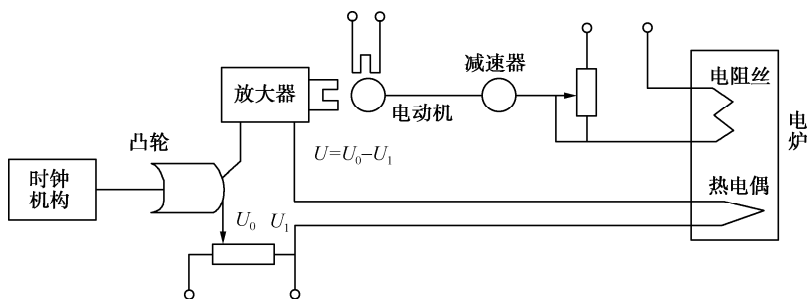 减速器
放大器
电动机
电阻丝
电炉
凸轮
U=U₀–U₁
时钟
机构
热电偶
U₀
U₁